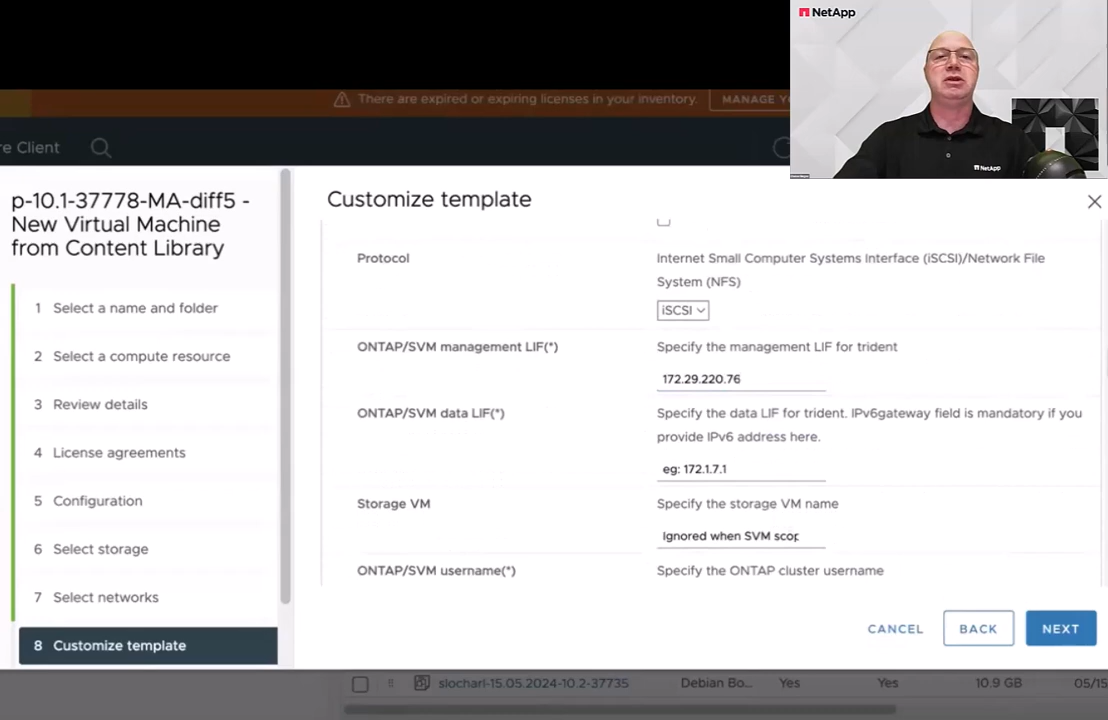 NetApp
There are expired or expiring licenses in your inventory.
MANAGE
re Client
NetApp
p-10.1-37778-MA-diff5 -
New Virtual Machine
from Content Library
1 Select a name and folder
2 Select a compute resource
3 Review details
4 License agreements
5 Configuration
6 Select storage
7 Select networks
8 Customize template
Customize template
Protocol
Internet Small Computer Systems Interface (iSCSI)/Network File
System (NFS)
iSCSI
ONTAP/SVM management LIF(*)
Specify the management LIF for trident
172.29.220.76
ONTAP/SVM data LIF(*)
Specify the data LIF for trident. IPv6gateway field is mandatory if you
provide IPv6 address here.
eg: 172.1.7.1
Storage VM
Specify the storage VM name
Ignored when SVM scop
ONTAP/SVM username(*)
Specify the ONTAP cluster username
CANCEL
BACK
NEXT
slocharl-15.05.2024-10.2-37735
Debian Bo...
Yes
Yes
10.9 GB
05/15